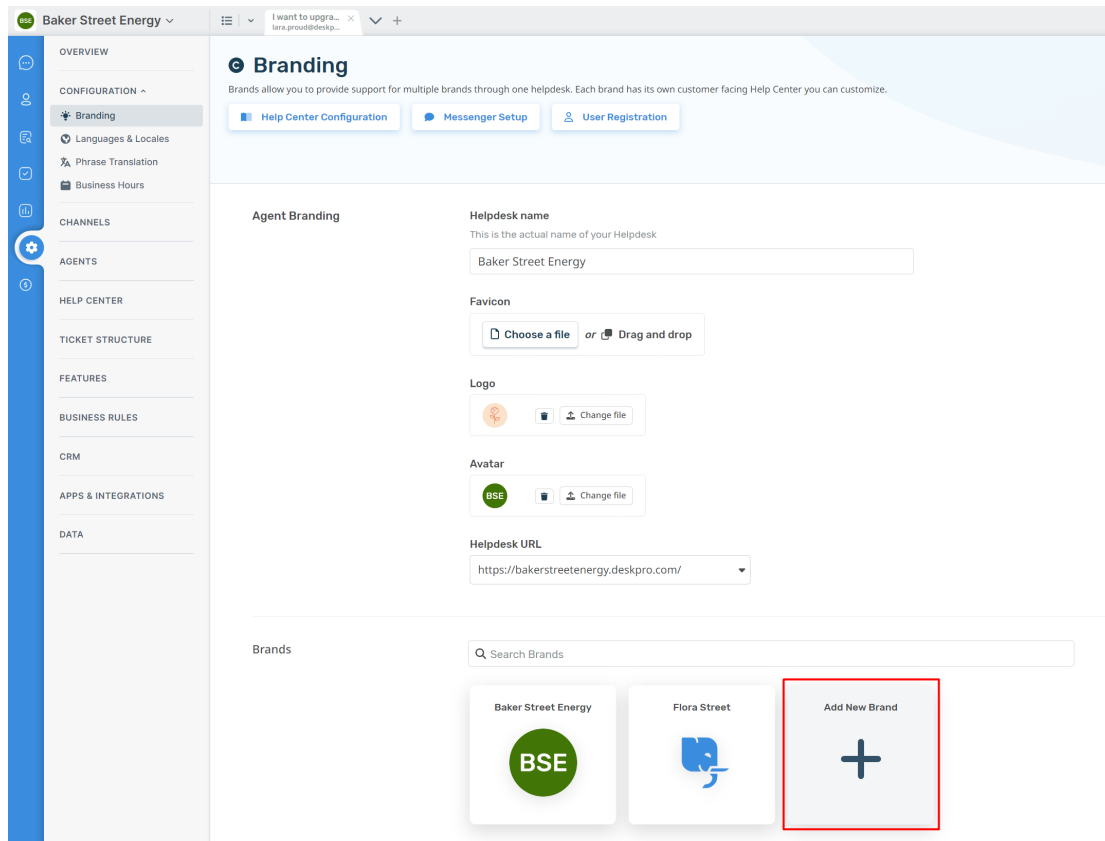 BSE Baker Street Energy
I want to upgra...
lara.proud@deskp...
OVERVIEW
CONFIGURATION
Branding
Languages & Locales
Phrase Translation
Business Hours
CHANNELS
AGENTS
HELP CENTER
TICKET STRUCTURE
FEATURES
BUSINESS RULES
CRM
APPS & INTEGRATIONS
DATA
C Branding
Brands allow you to provide support for multiple brands through one helpdesk. Each brand has its own customer facing Help Center you can customize.
Help Center Configuration Messenger Setup User Registration
Agent Branding
Helpdesk name
This is the actual name of your Helpdesk
Baker Street Energy
Favicon
Choose a file or Drag and drop
Logo
Change file
Avatar
BSE Change file
Helpdesk URL
https://bakerstreetenergy.deskpro.com/
Brands
Search Brands
Baker Street Energy Flora Street Add New Brand
BSE